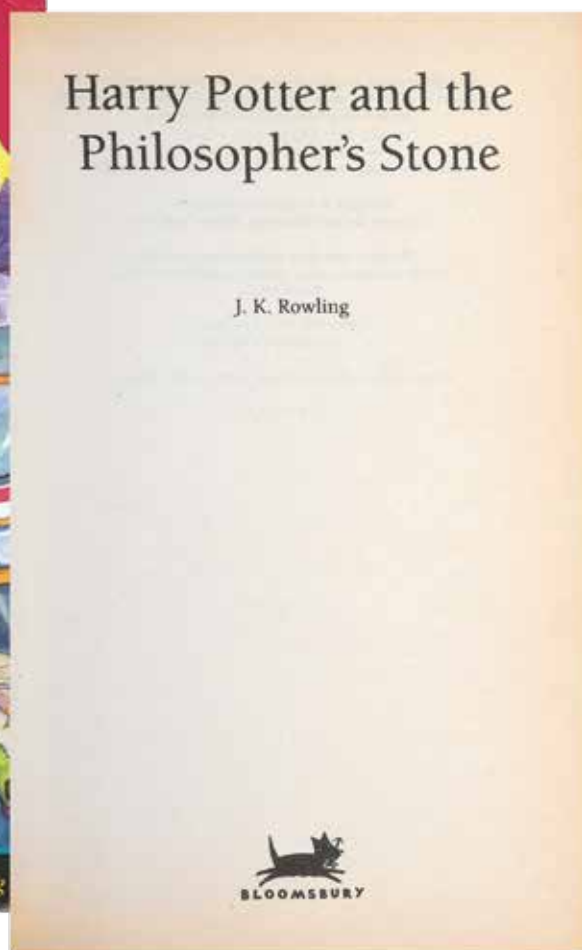 Harry Potter and the
Philosopher's Stone
J. K. Rowling
BLOOMSBURY